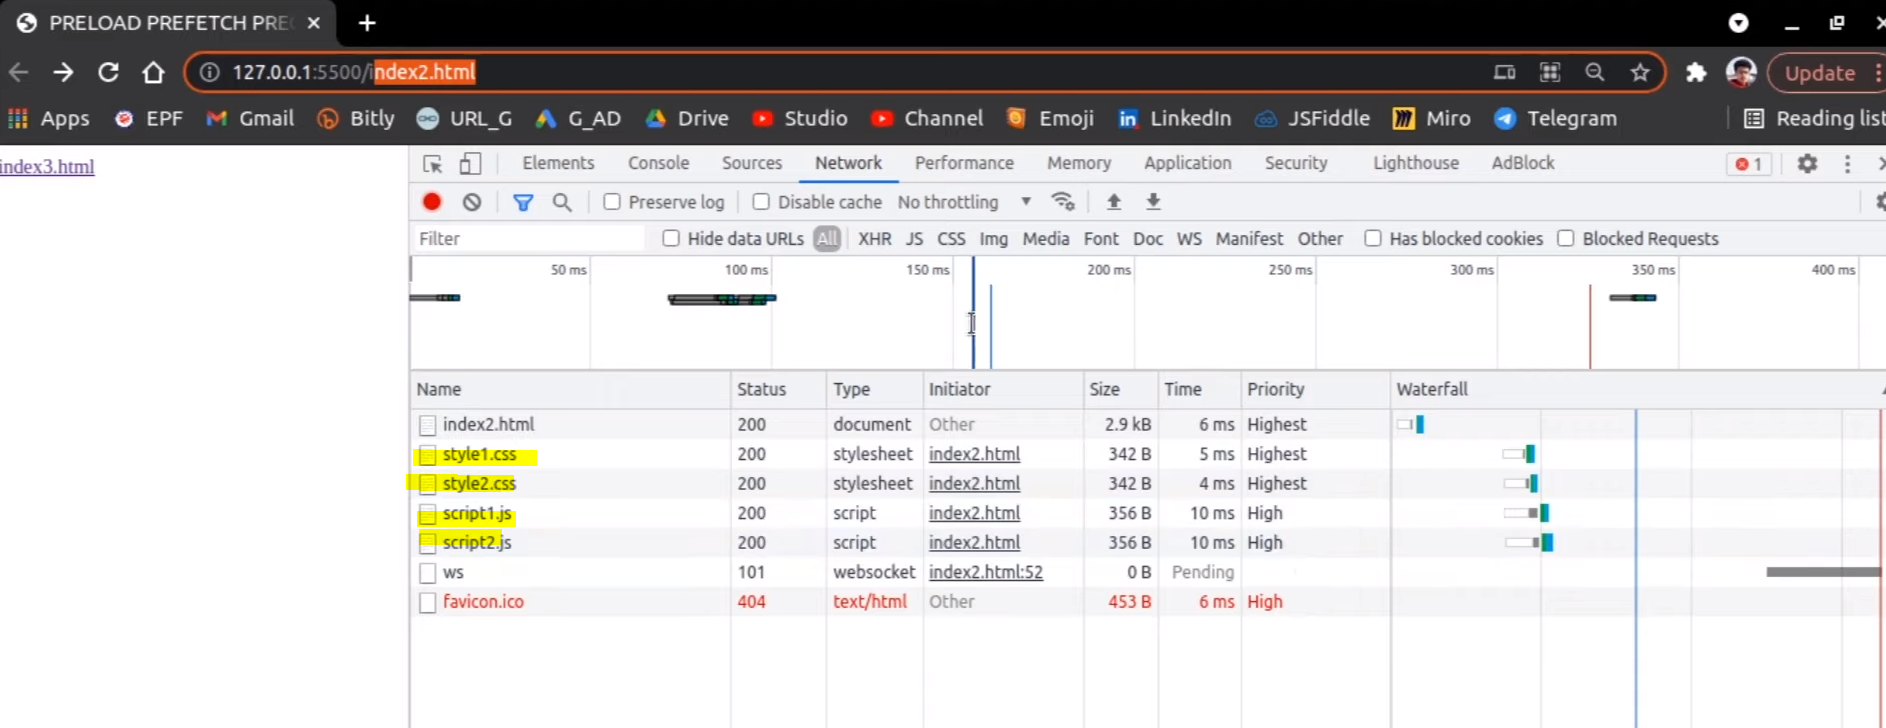 PRELOAD PREFETCH PREC
127.0.0.1:5500/index2.html
Update
Apps EPF Gmail Bitly URL_G G_AD Drive Studio Channel Emoji LinkedIn JSFiddle Miro Telegram Reading list
index3.html
Elements Console Sources Network Performance Memory Application Security Lighthouse AdBlock 1
Preserve log Disable cache No throttling
Filter Hide data URLs All XHR JS CSS Img Media Font Doc WS Manifest Other Has blocked cookies Blocked Requests
50 ms 100 ms 150 ms 200 ms 250 ms 300 ms 350 ms 400 ms
Name Status Type Initiator Size Time Priority Waterfall
index2.html 200 document Other 2.9 kB 6 ms Highest
style1.css 200 stylesheet index2.html 342 B 5 ms Highest
style2.css 200 stylesheet index2.html 342 B 4 ms Highest
script1.js 200 script index2.html 356 B 10 ms High
script2.js 200 script index2.html 356 B 10 ms High
ws 101 websocket index2.html:52 0 B Pending
favicon.ico 404 text/html Other 453 B 6 ms High